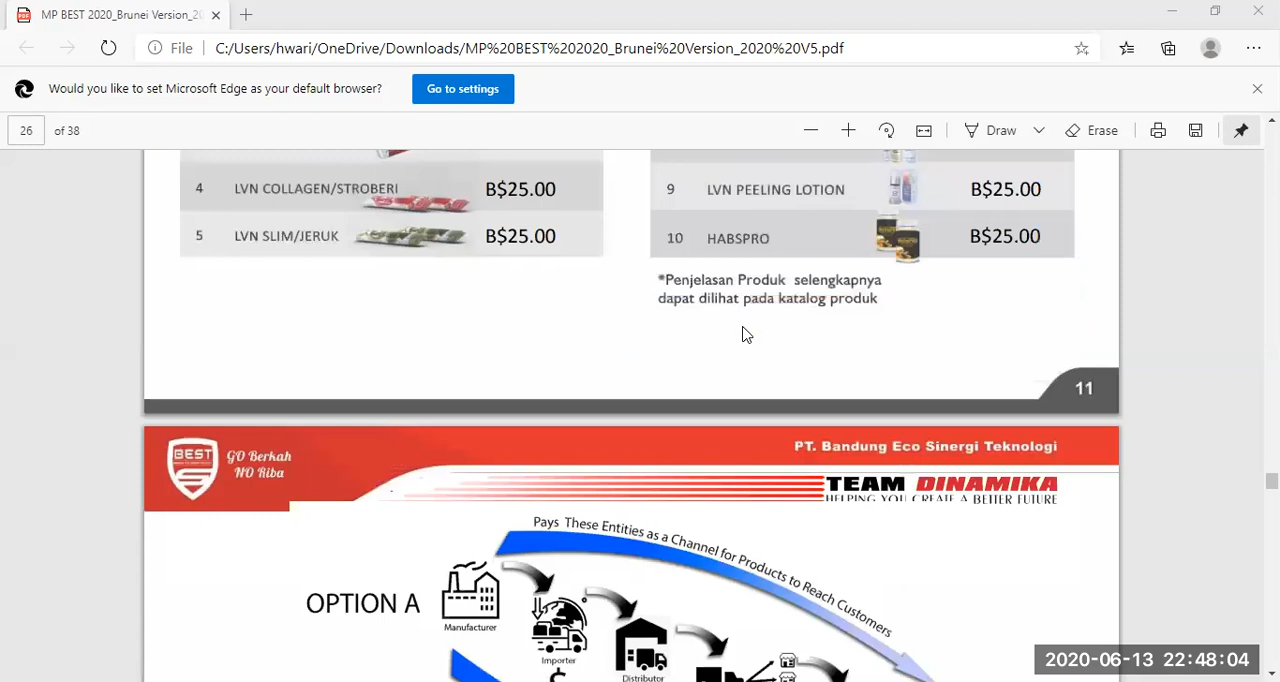 MP BEST 2020_Brunei Version_20
File
C:/Users/hwari/OneDrive/Downloads/MP%20BEST%202020_Brunei%20Version_2020%20V5.pdf
Would you like to set Microsoft Edge as your default browser?
Go to settings
26 of 38
Draw
Erase
4 LVN COLLAGEN/STROBERI B$25.00
5 LVN SLIM/JERUK B$25.00
9 LVN PEELING LOTION B$25.00
10 HABSPRO B$25.00
*Penjelasan Produk selengkapnya
dapat dilihat pada katalog produk
11
BEST
GO Berkah
NO Riba
PT. Bandung Eco Sinergi Teknologi
TEAM DINAMIKA
HELPING YOU CREATE A BETTER FUTURE
Pays These Entities as a Channel for Products to Reach Customers
OPTION A
Manufacturer
Importer
Distributor
2020-06-13 22:48:04